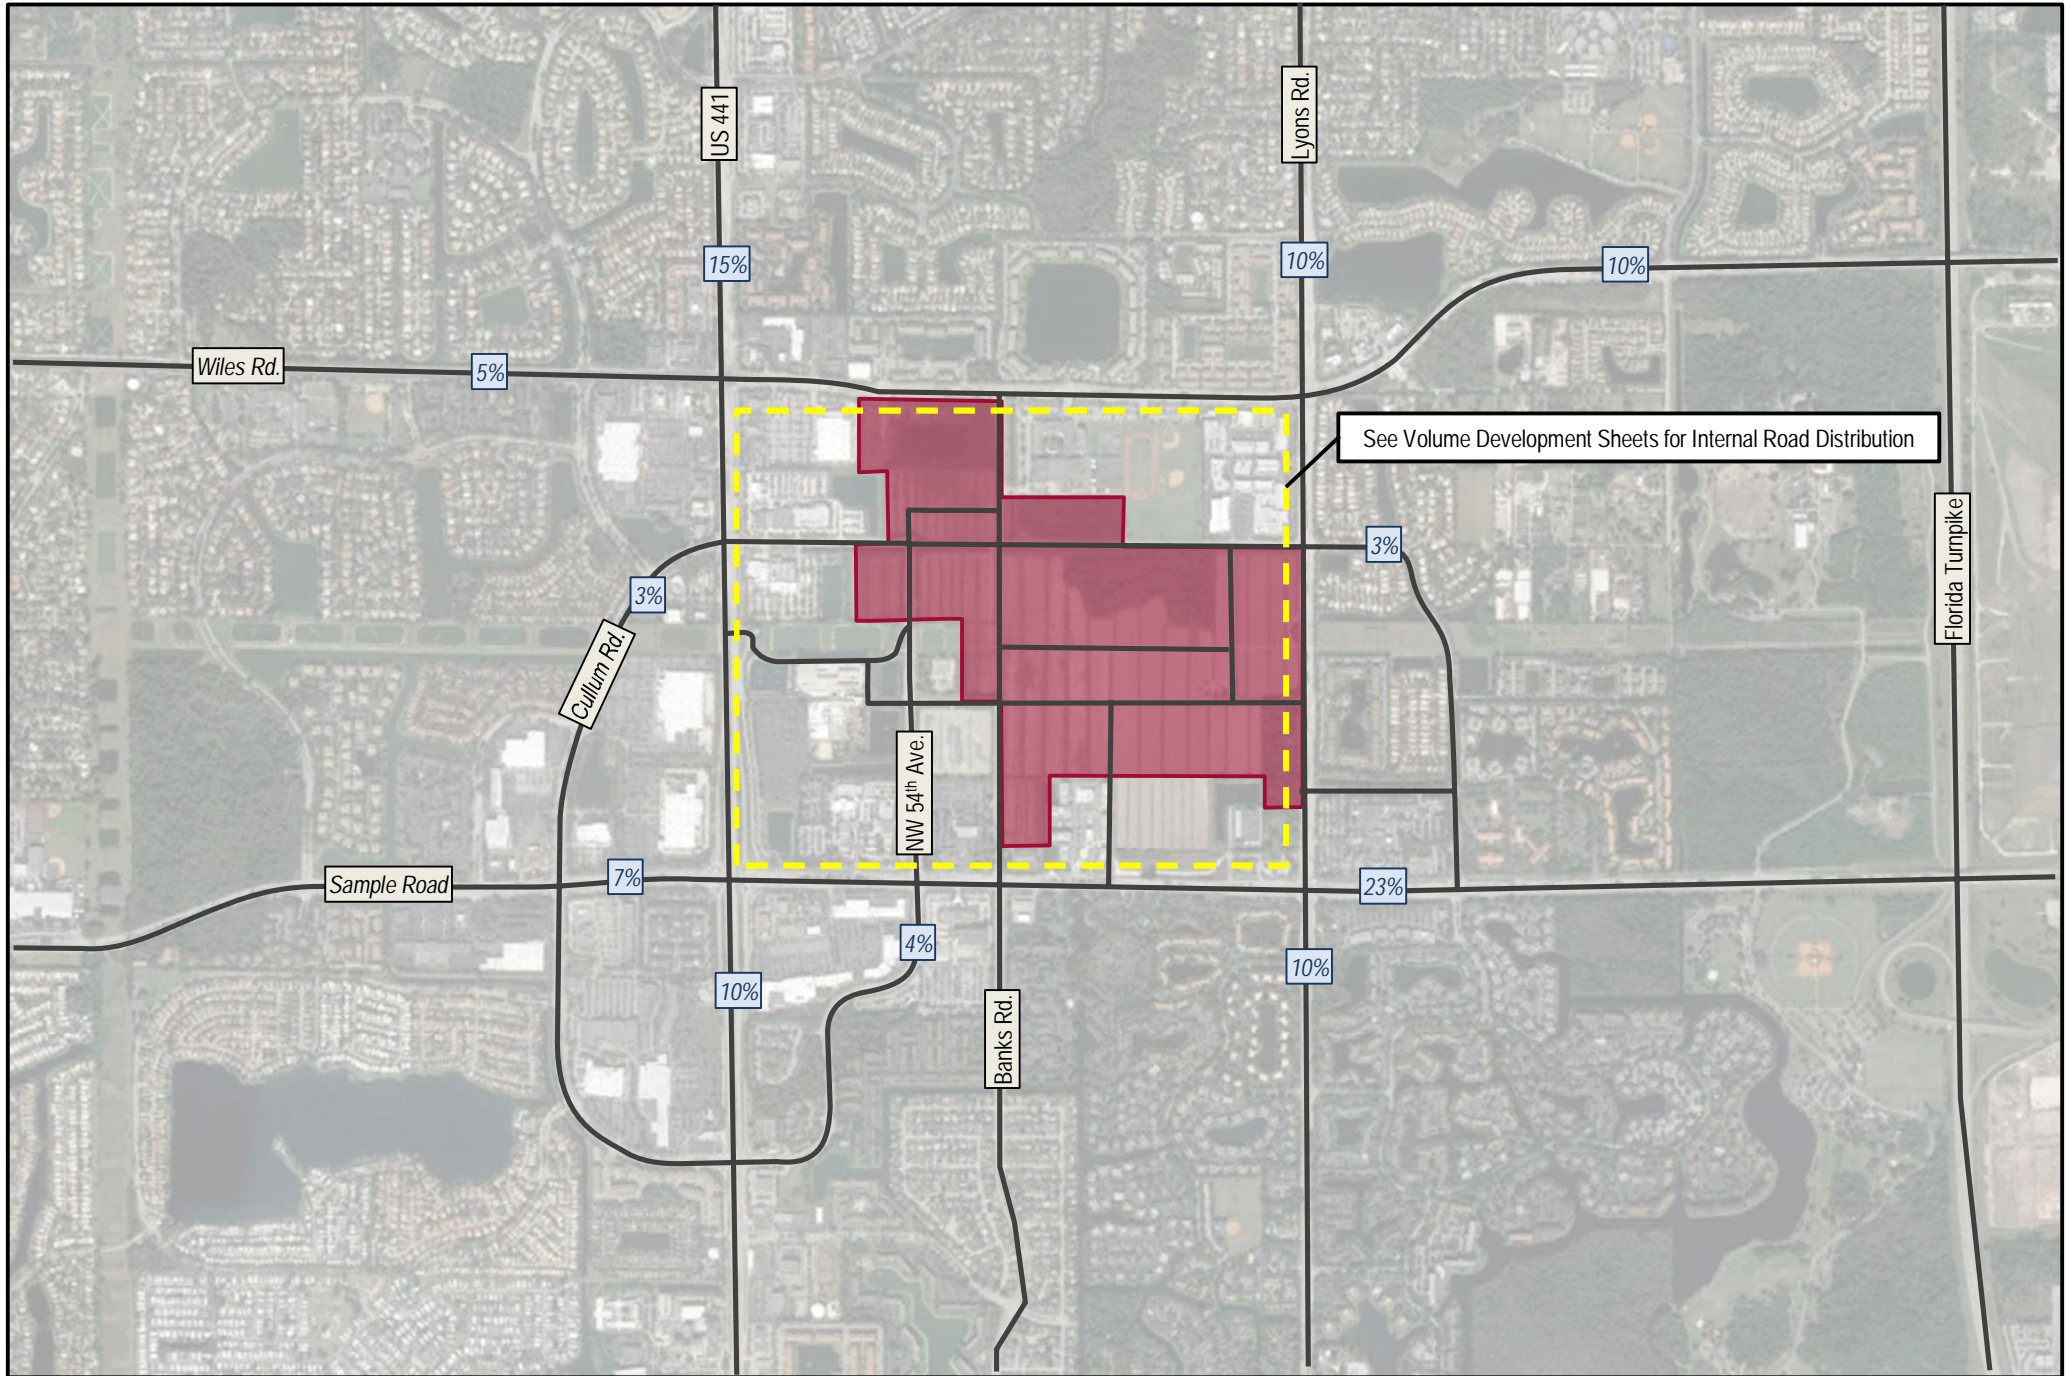 US 441
Lyons Rd.
15%
10%
10%
Wiles Rd.
5%
See Volume Development Sheets for Internal Road Distribution
Florida Turnpike
3%
3%
Cullum Rd.
NW 54th Ave.
Sample Road
7%
23%
4%
10%
10%
Banks Rd.